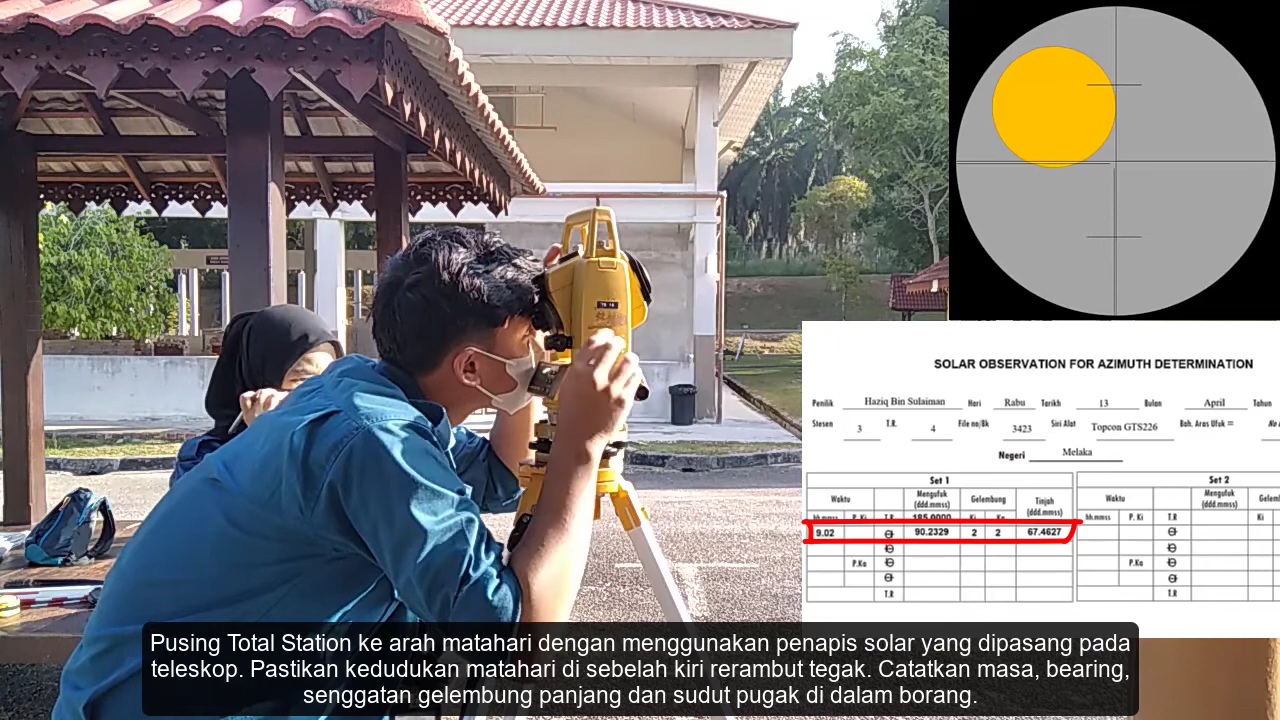 SOLAR OBSERVATION FOR AZIMUTH DETERMINATION
Penilik Haziq Bin Sulaiman Hari Rabu Tarikh 13 Bulan April Tahun
Stesen 3 T.R. 4 File no/Bk 3423 Siri Alat Topcon GTS226 Bah. Aras Ufuk =
Negeri Melaka
Set 1 Set 2
Waktu Mengufuk (ddd.mmss) Gelembung Tinjah (ddd.mmss) Waktu Mengufuk (ddd.mmss)
hh.mmss P. Ki T.R 185.0000 Ki Ka hh.mmss P. Ki T.R Ki
9.02 90.2329 2 2 67.4627
P.Ka P.Ka
T.R T.R
Pusing Total Station ke arah matahari dengan menggunakan penapis solar yang dipasang pada
teleskop. Pastikan kedudukan matahari di sebelah kiri rerambut tegak. Catatkan masa, bearing,
senggatan gelembung panjang dan sudut pugak di dalam borang.